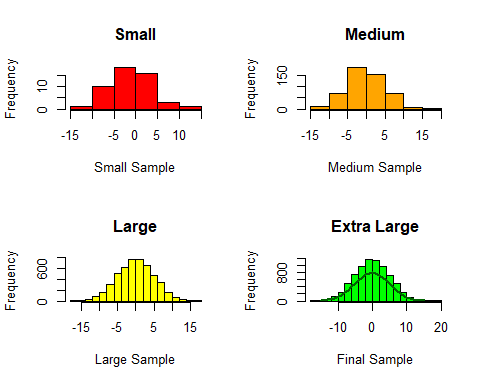 Small
Frequency
0 10
-15 -5 0 5 10
Small Sample
Medium
Frequency
0 150
-15 -5 5 15
Medium Sample
Large
Frequency
0 600
-15 -5 5 15
Large Sample
Extra Large
Frequency
0 800
-10 0 10 20
Final Sample